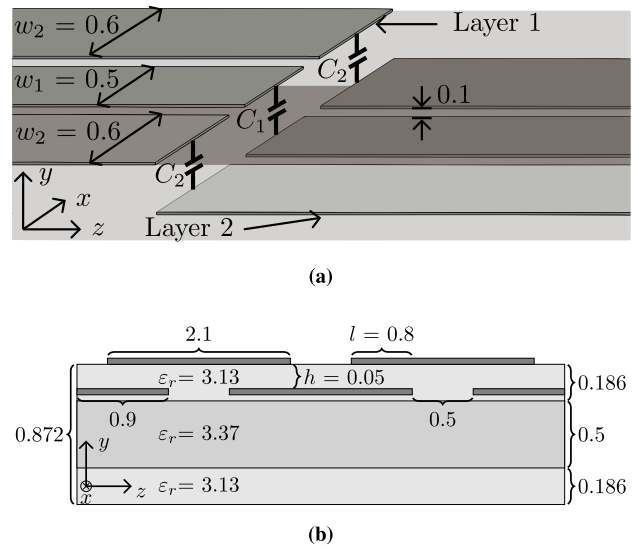 w₂ = 0.6
Layer 1
C₂
w₁ = 0.5
0.1
C₁
w₂ = 0.6
C₂
y
x
z
Layer 2
(a)
2.1
l = 0.8
εᵣ = 3.13
h = 0.05
0.186
0.9
0.5
0.872
y
εᵣ = 3.37
0.5
x
z
εᵣ = 3.13
0.186
(b)